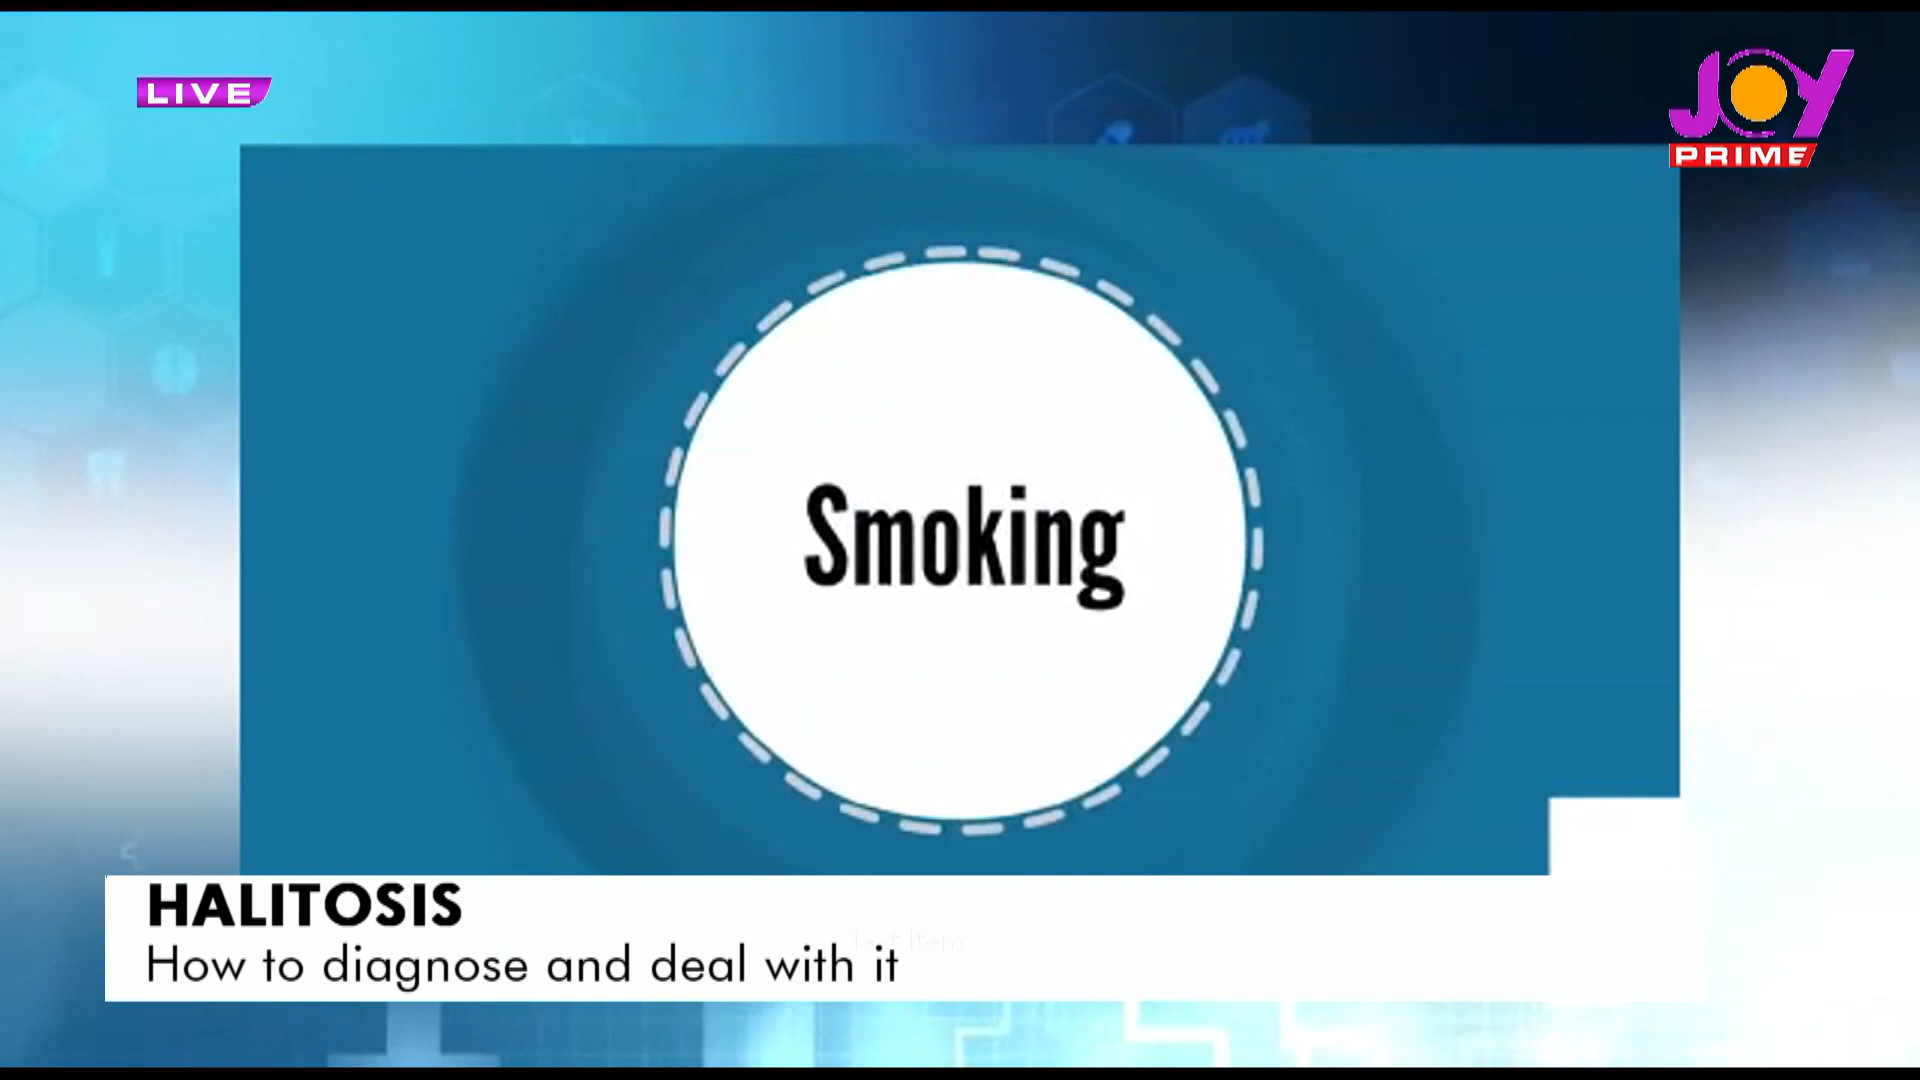 LIVE
JOY
PRIME
Smoking
HALITOSIS
How to diagnose and deal with it